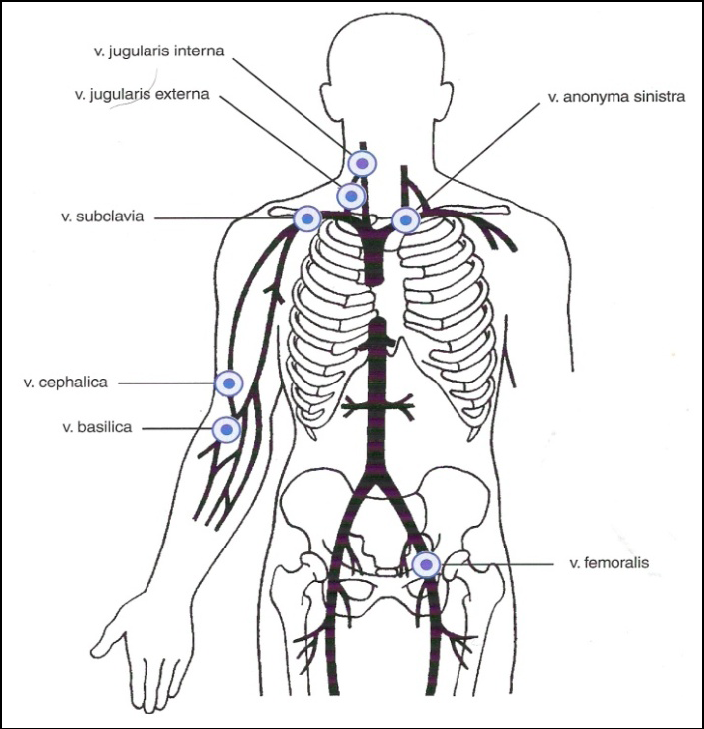 v. jugularis interna
v. jugularis externa
v. anonyma sinistra
v. subclavia
v. cephalica
v. basilica
v. femoralis